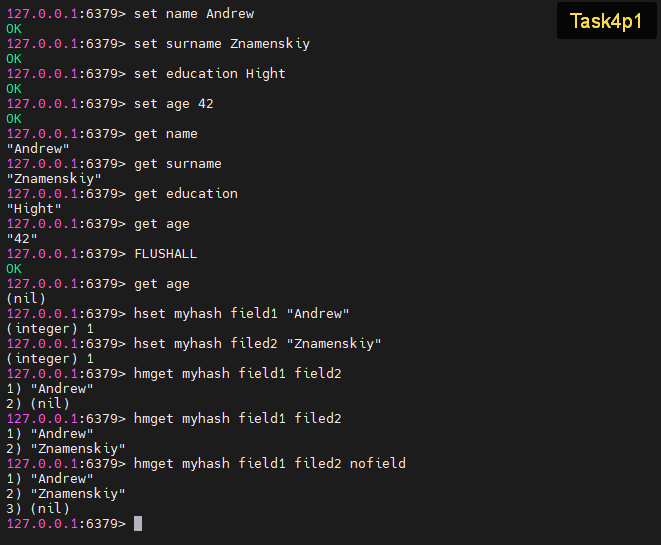 Task4p1
127.0.0.1:6379> set name Andrew
OK
127.0.0.1:6379> set surname Znamenskiy
OK
127.0.0.1:6379> set education Hight
OK
127.0.0.1:6379> set age 42
OK
127.0.0.1:6379> get name
"Andrew"
127.0.0.1:6379> get surname
"Znamenskiy"
127.0.0.1:6379> get education
"Hight"
127.0.0.1:6379> get age
"42"
127.0.0.1:6379> FLUSHALL
OK
127.0.0.1:6379> get age
(nil)
127.0.0.1:6379> hset myhash field1 "Andrew"
(integer) 1
127.0.0.1:6379> hset myhash filed2 "Znamenskiy"
(integer) 1
127.0.0.1:6379> hmget myhash field1 field2
1) "Andrew"
2) (nil)
127.0.0.1:6379> hmget myhash field1 filed2
1) "Andrew"
2) "Znamenskiy"
127.0.0.1:6379> hmget myhash field1 filed2 nofield
1) "Andrew"
2) "Znamenskiy"
3) (nil)
127.0.0.1:6379>